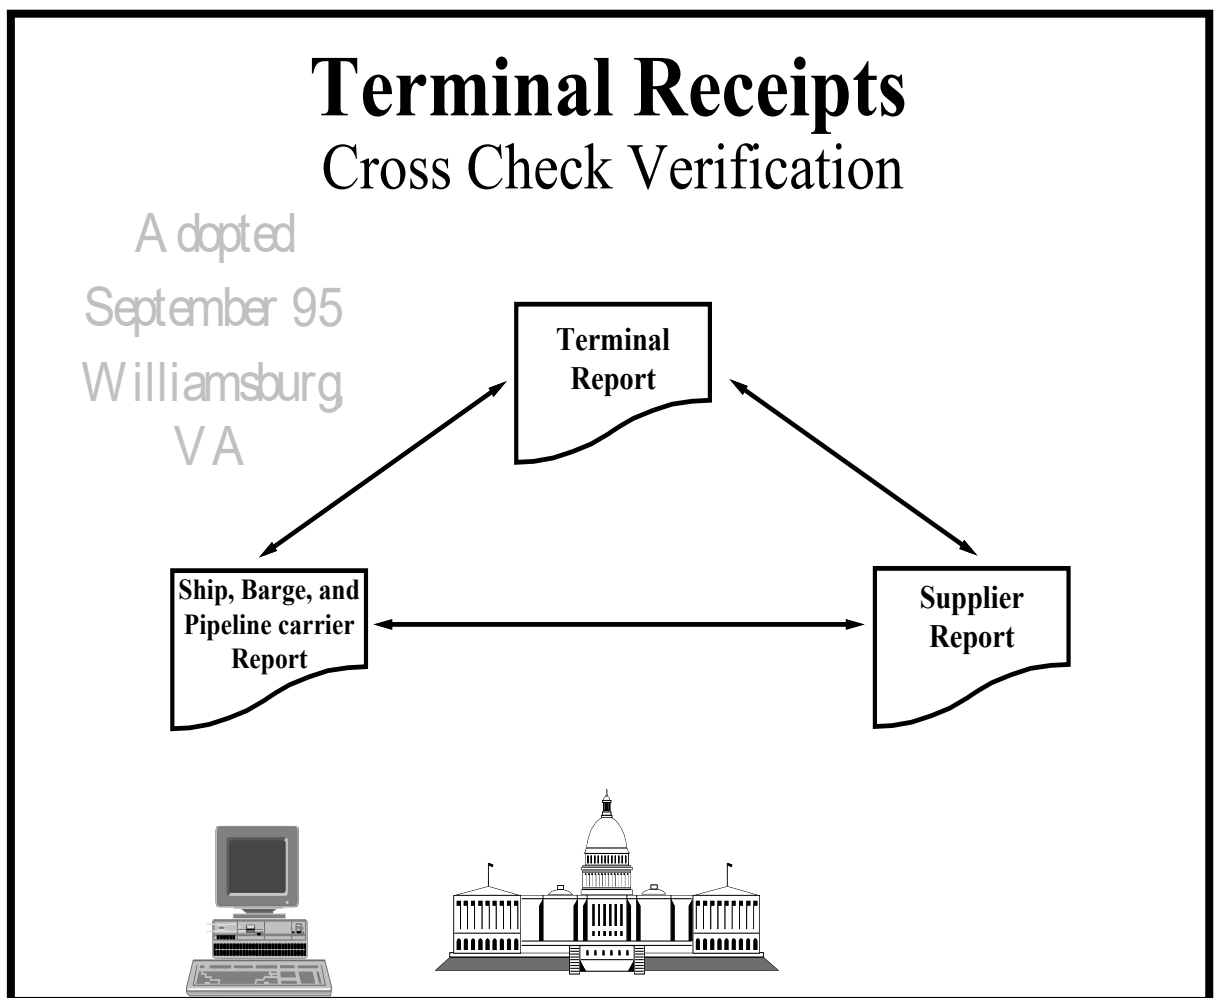 Terminal Receipts
Cross Check Verification
Adopted
September 95
Williamsburg,
VA
Terminal
Report
Ship, Barge, and
Pipeline carrier
Report
Supplier
Report